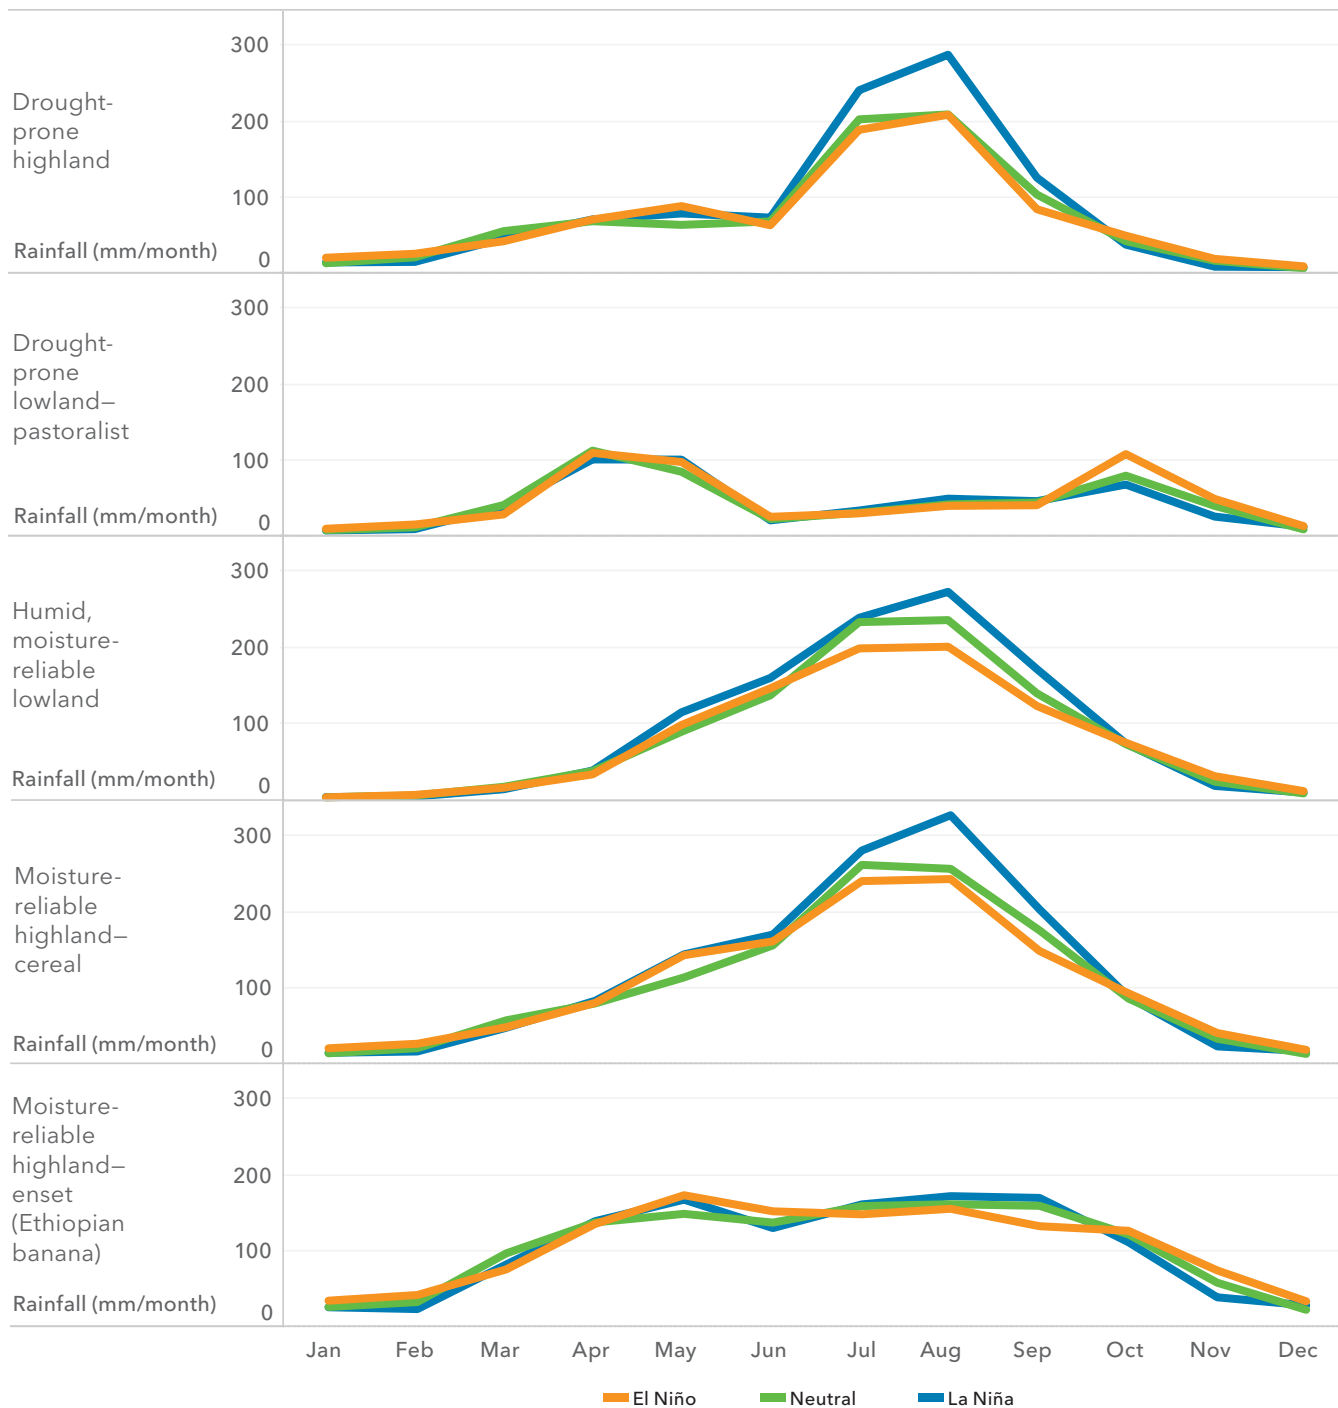 300
Drought-
prone
highland
200
100
Rainfall (mm/month)
0
300
Drought-
prone
lowland—
pastoralist
200
100
Rainfall (mm/month)
0
300
Humid,
moisture-
reliable
lowland
200
100
Rainfall (mm/month)
0
300
Moisture-
reliable
highland—
cereal
200
100
Rainfall (mm/month)
0
300
Moisture-
reliable
highland—
enset
(Ethiopian
banana)
200
100
Rainfall (mm/month)
0
Jan Feb Mar Apr May Jun Jul Aug Sep Oct Nov Dec
El Niño Neutral La Niña